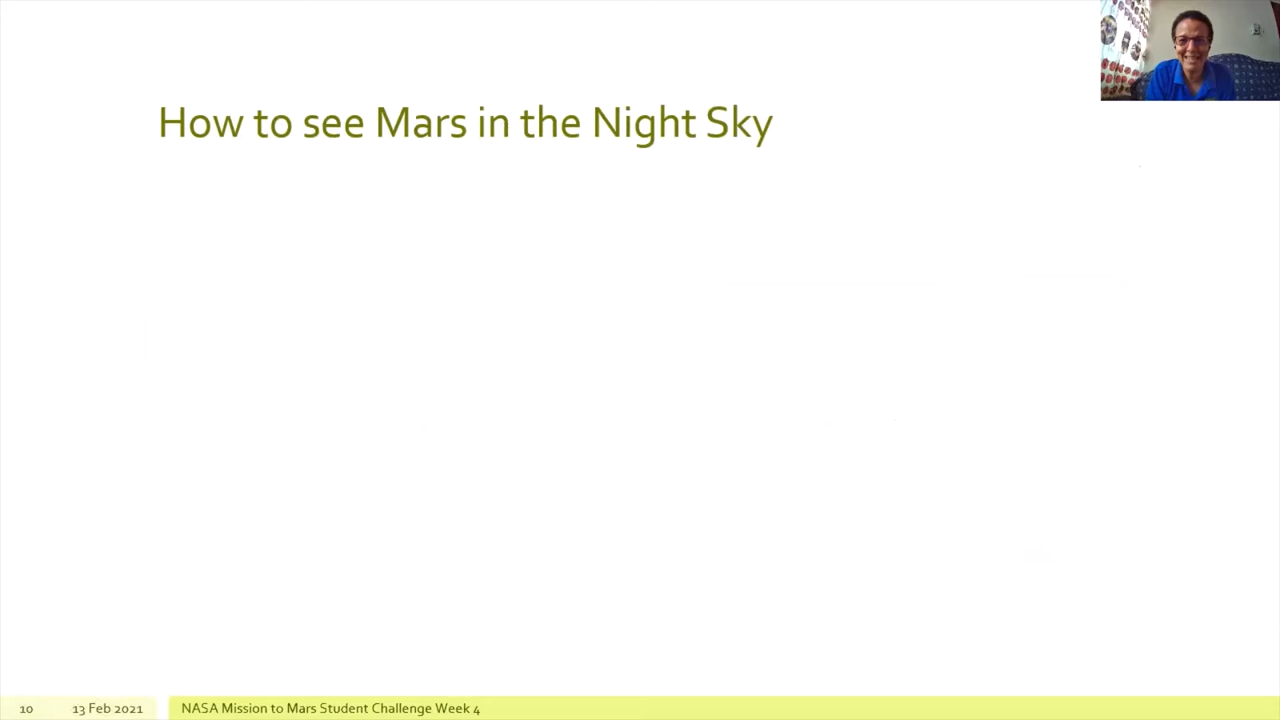 How to see Mars in the Night Sky
10 13 Feb 2021 NASA Mission to Mars Student Challenge Week 4